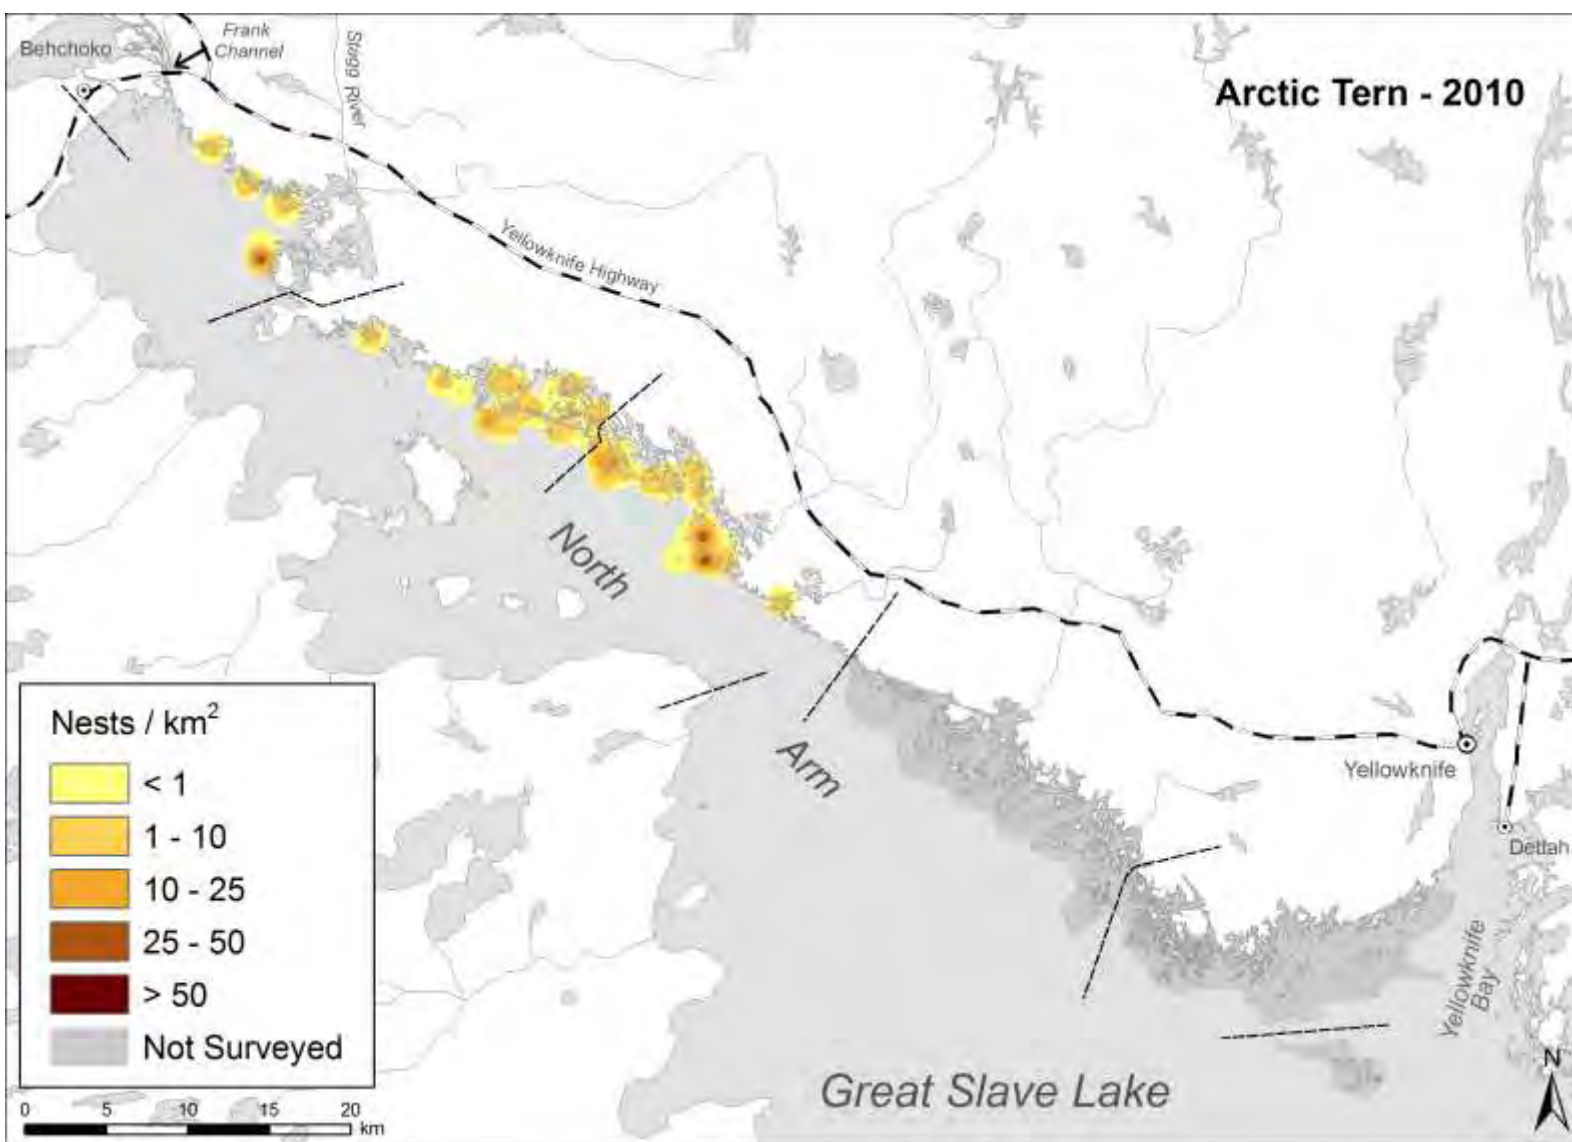 Behchoko
Frank
Channel
Stagg River
Arctic Tern - 2010
Yellowknife Highway
North
Arm
Yellowknife
Dettah
Yellowknife
Bay
Great Slave Lake
Nests / km²
< 1
1 - 10
10 - 25
25 - 50
> 50
Not Surveyed
0 5 10 15 20
km
N